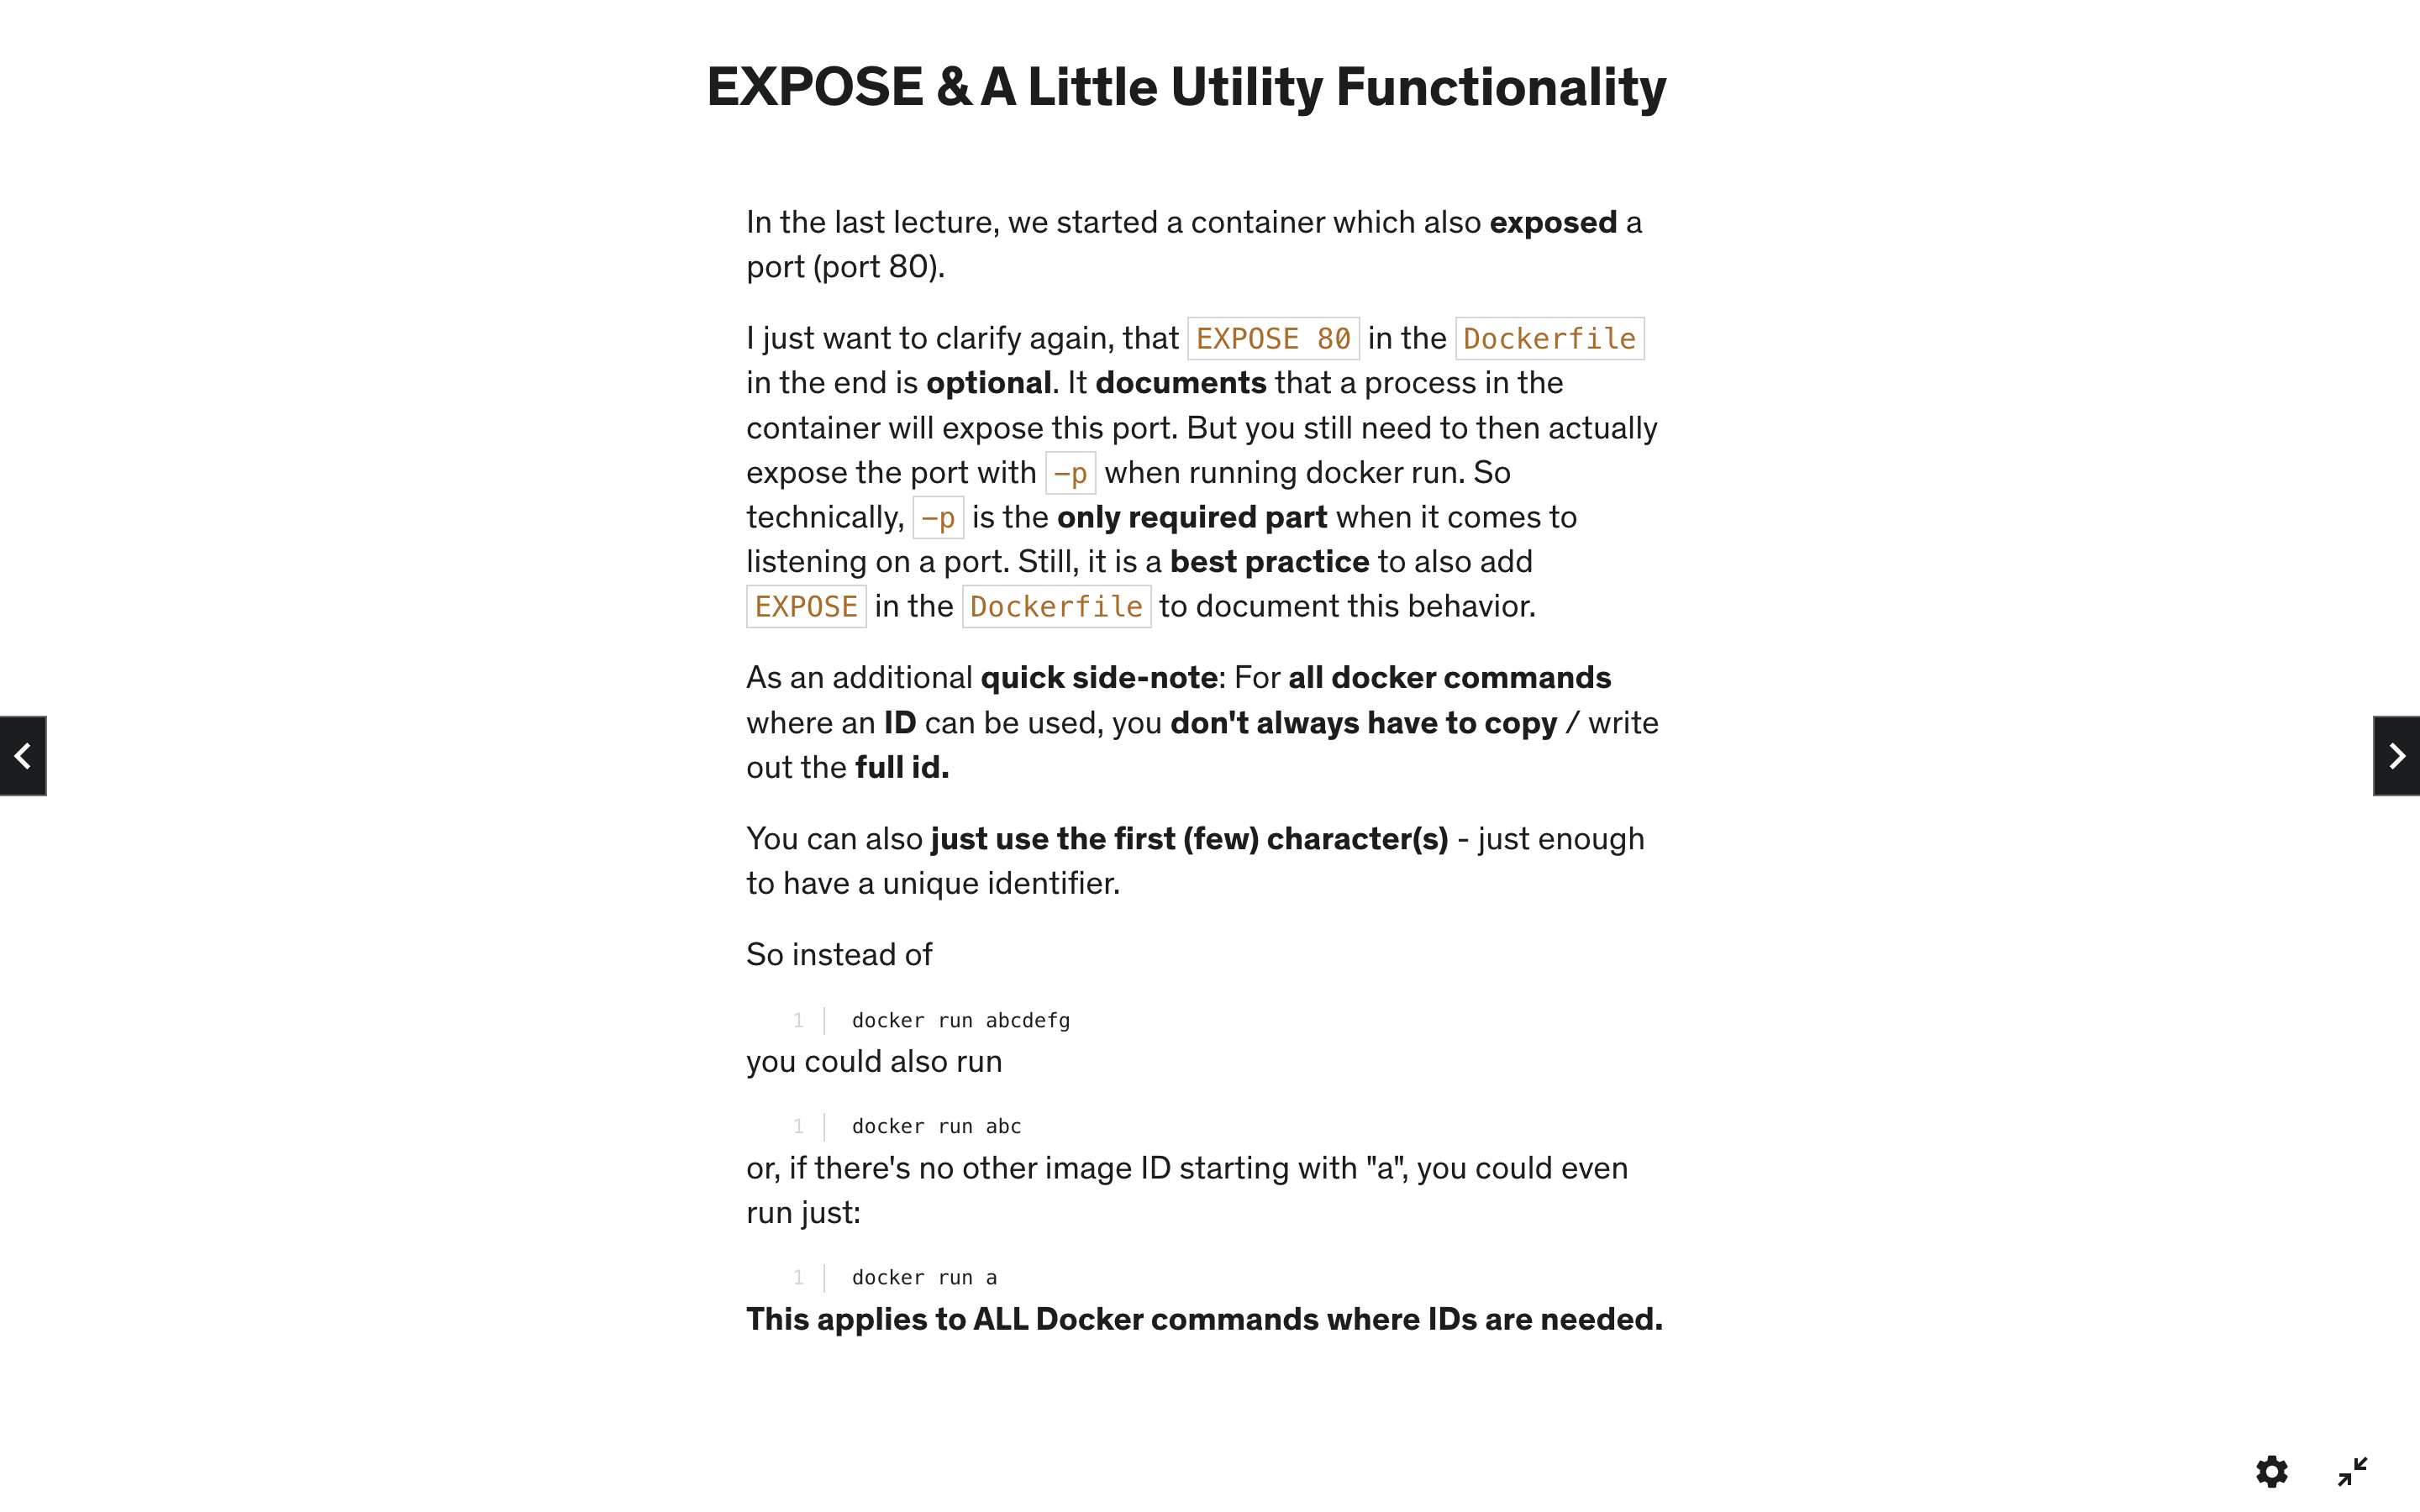 EXPOSE & A Little Utility Functionality
In the last lecture, we started a container which also exposed a
port (port 80).
I just want to clarify again, that EXPOSE 80 in the Dockerfile
in the end is optional. It documents that a process in the
container will expose this port. But you still need to then actually
expose the port with -p when running docker run. So
technically, -p is the only required part when it comes to
listening on a port. Still, it is a best practice to also add
EXPOSE in the Dockerfile to document this behavior.
As an additional quick side-note: For all docker commands
where an ID can be used, you don't always have to copy / write
out the full id.
You can also just use the first (few) character(s) - just enough
to have a unique identifier.
So instead of
1 docker run abcdefg
you could also run
1 docker run abc
or, if there's no other image ID starting with "a", you could even
run just:
1 docker run a
This applies to ALL Docker commands where IDs are needed.